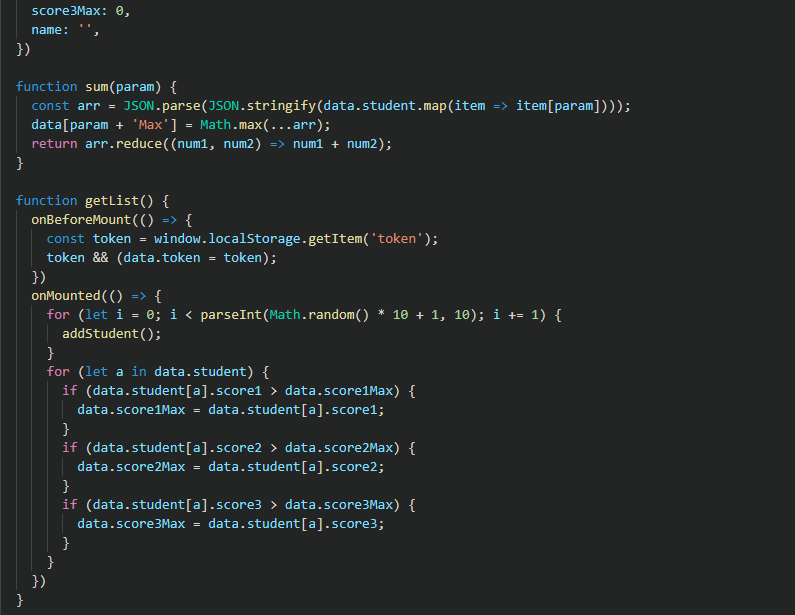 score3Max: 0,
name: '',
})
function sum(param) {
const arr = JSON.parse(JSON.stringify(data.student.map(item => item[param])));
data[param + 'Max'] = Math.max(...arr);
return arr.reduce((num1, num2) => num1 + num2);
}
function getList() {
onBeforeMount(() => {
const token = window.localStorage.getItem('token');
token && (data.token = token);
})
onMounted(() => {
for (let i = 0; i < parseInt(Math.random() * 10 + 1, 10); i += 1) {
addStudent();
}
for (let a in data.student) {
if (data.student[a].score1 > data.score1Max) {
data.score1Max = data.student[a].score1;
}
if (data.student[a].score2 > data.score2Max) {
data.score2Max = data.student[a].score2;
}
if (data.student[a].score3 > data.score3Max) {
data.score3Max = data.student[a].score3;
}
}
})
}